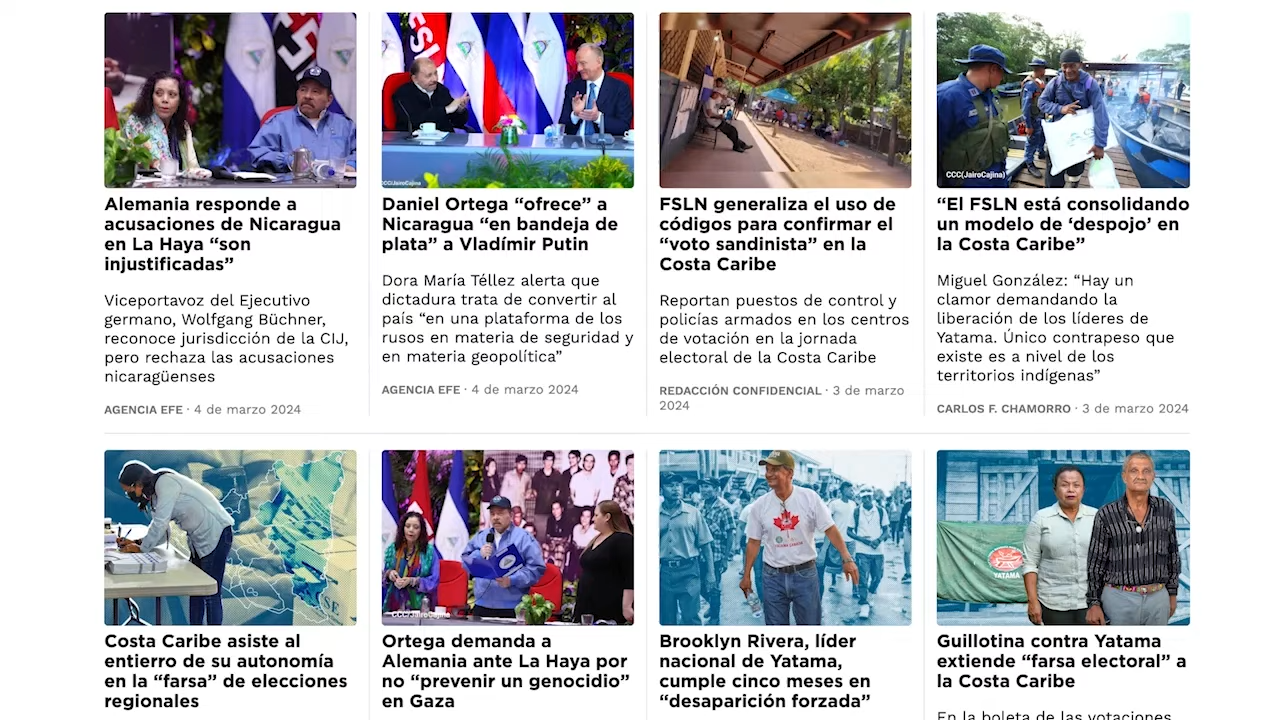 FSL
CCC(JairoCajina)
CCC(JairoCajina)
Alemania responde a
acusaciones de Nicaragua
en La Haya “son
injustificadas”
Viceportavoz del Ejecutivo
germano, Wolfgang Büchner,
reconoce jurisdicción de la CIJ,
pero rechaza las acusaciones
nicaragüenses
AGENCIA EFE · 4 de marzo 2024
Daniel Ortega “ofrece” a
Nicaragua “en bandeja de
plata” a Vladímir Putin
Dora María Téllez alerta que
dictadura trata de convertir al
país “en una plataforma de los
rusos en materia de seguridad y
en materia geopolítica”
AGENCIA EFE · 4 de marzo 2024
FSLN generaliza el uso de
códigos para confirmar el
“voto sandinista” en la
Costa Caribe
Reportan puestos de control y
policías armados en los centros
de votación en la jornada
electoral de la Costa Caribe
REDACCIÓN CONFIDENCIAL · 3 de marzo
2024
“El FSLN está consolidando
un modelo de ‘despojo’ en
la Costa Caribe”
Miguel González: “Hay un
clamor demandando la
liberación de los líderes de
Yatama. Único contrapeso que
existe es a nivel de los
territorios indígenas”
CARLOS F. CHAMORRO · 3 de marzo 2024
CCC(JairoCajina)
YATAMA
Costa Caribe asiste al
entierro de su autonomía
en la “farsa” de elecciones
regionales
Ortega demanda a
Alemania ante La Haya por
no “prevenir un genocidio”
en Gaza
Brooklyn Rivera, líder
nacional de Yatama,
cumple cinco meses en
“desaparición forzada”
Guillotina contra Yatama
extiende “farsa electoral” a
la Costa Caribe
En la boleta de las votaciones